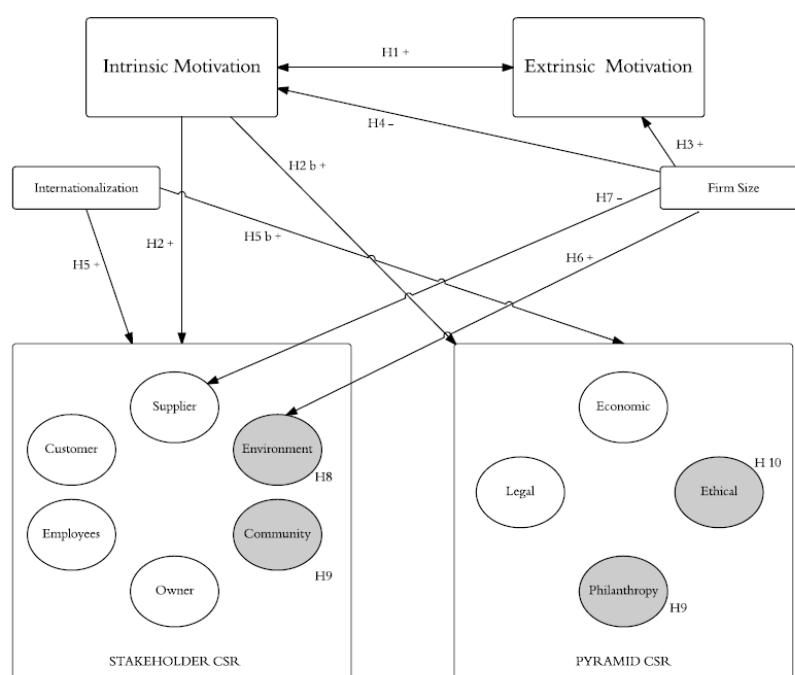 Intrinsic Motivation
H1 +
Extrinsic Motivation
H4 –
H3 +
H2 b +
Internationalization
Firm Size
H7 –
H5 b +
H2 +
H5 +
H6 +
Supplier
Customer
Environment
H8
Employees
Community
H9
Owner
STAKEHOLDER CSR
Economic
H 10
Legal
Ethical
Philanthropy
H9
PYRAMID CSR